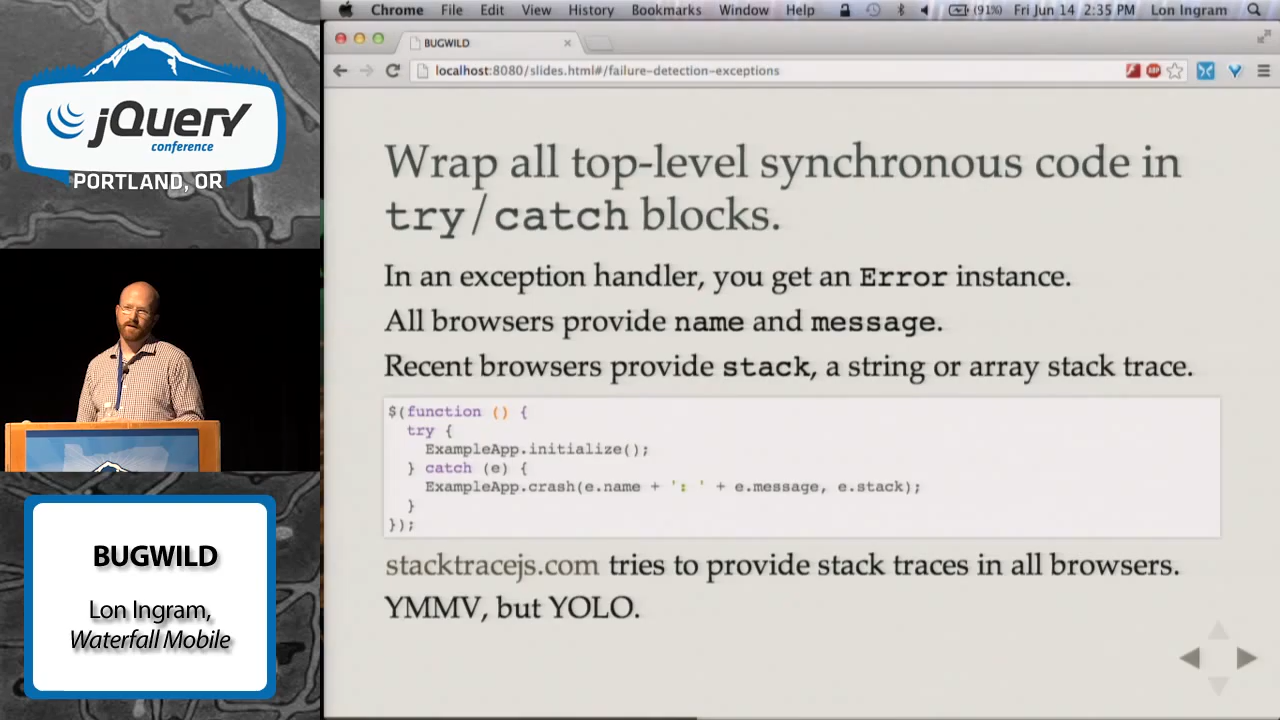 jQuery
conference
PORTLAND, OR
BUGWILD
Lon Ingram,
Waterfall Mobile
Chrome File Edit View History Bookmarks Window Help (91%) Fri Jun 14 2:35 PM Lon Ingram
BUGWILD
localhost:8080/slides.html#/failure-detection-exceptions
ABP
Wrap all top-level synchronous code in
try/catch blocks.
In an exception handler, you get an Error instance.
All browsers provide name and message.
Recent browsers provide stack, a string or array stack trace.
$(function () {
try {
ExampleApp.initialize();
} catch (e) {
ExampleApp.crash(e.name + ': ' + e.message, e.stack);
}
});
stacktracejs.com tries to provide stack traces in all browsers.
YMMV, but YOLO.